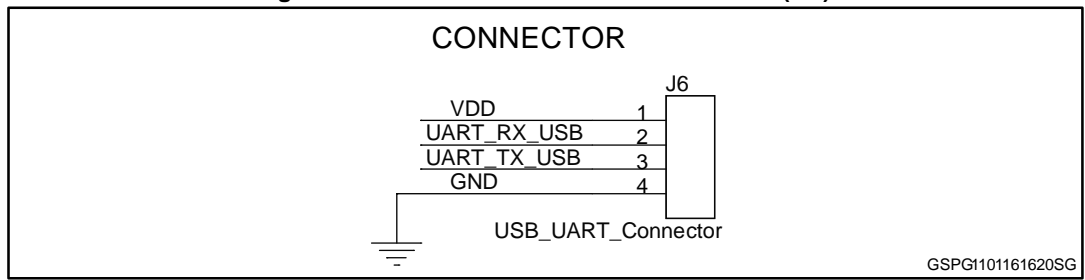 CONNECTOR
J6
VDD 1
UART_RX_USB 2
UART_TX_USB 3
GND 4
USB_UART_Connector
GSPG1101161620SG